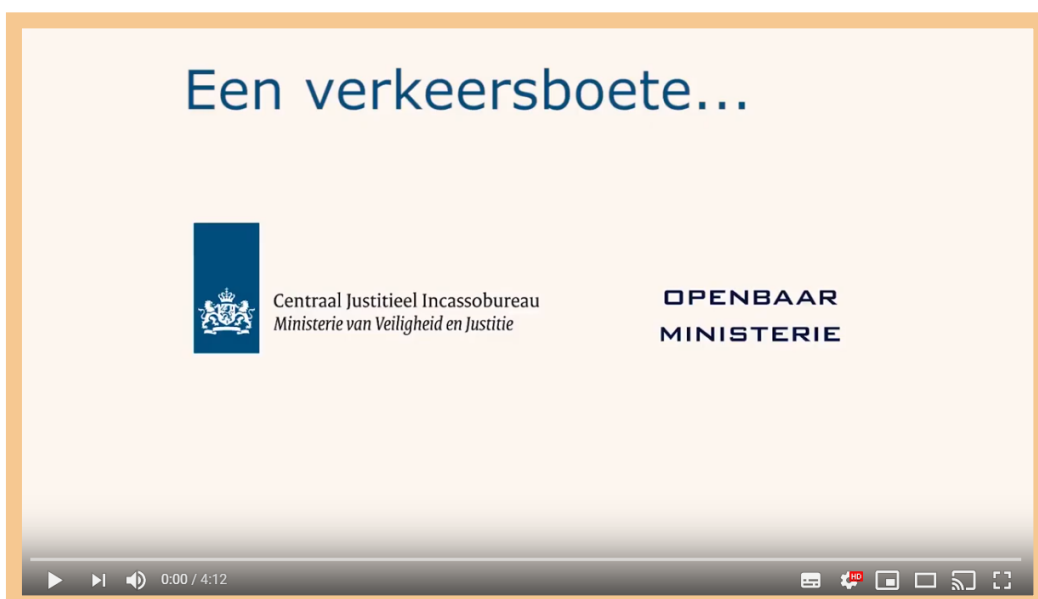 Een verkeersboete...
Centraal Justitieel Incassobureau
Ministerie van Veiligheid en Justitie
OPENBAAR
MINISTERIE
0:00 / 4:12
HD